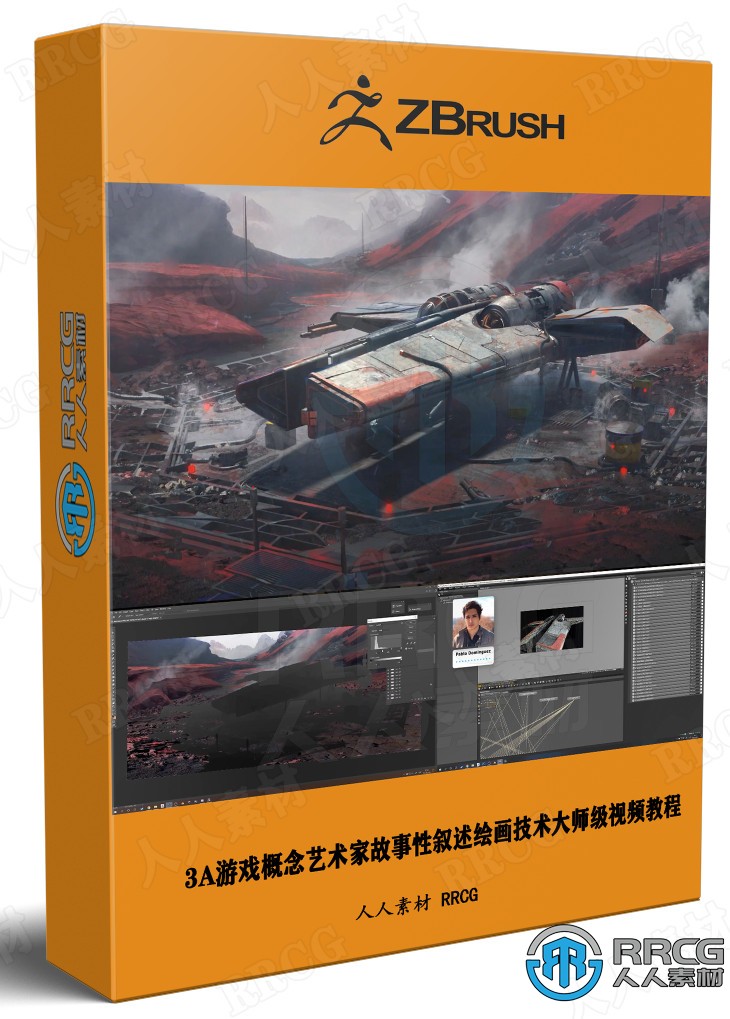 ZBRUSH
RRCG
人人素材
Pablo Dominguez
3A游戏概念艺术家故事性叙述绘画技术大师级视频教程
人人素材 RRCG
RRCG
人人素材